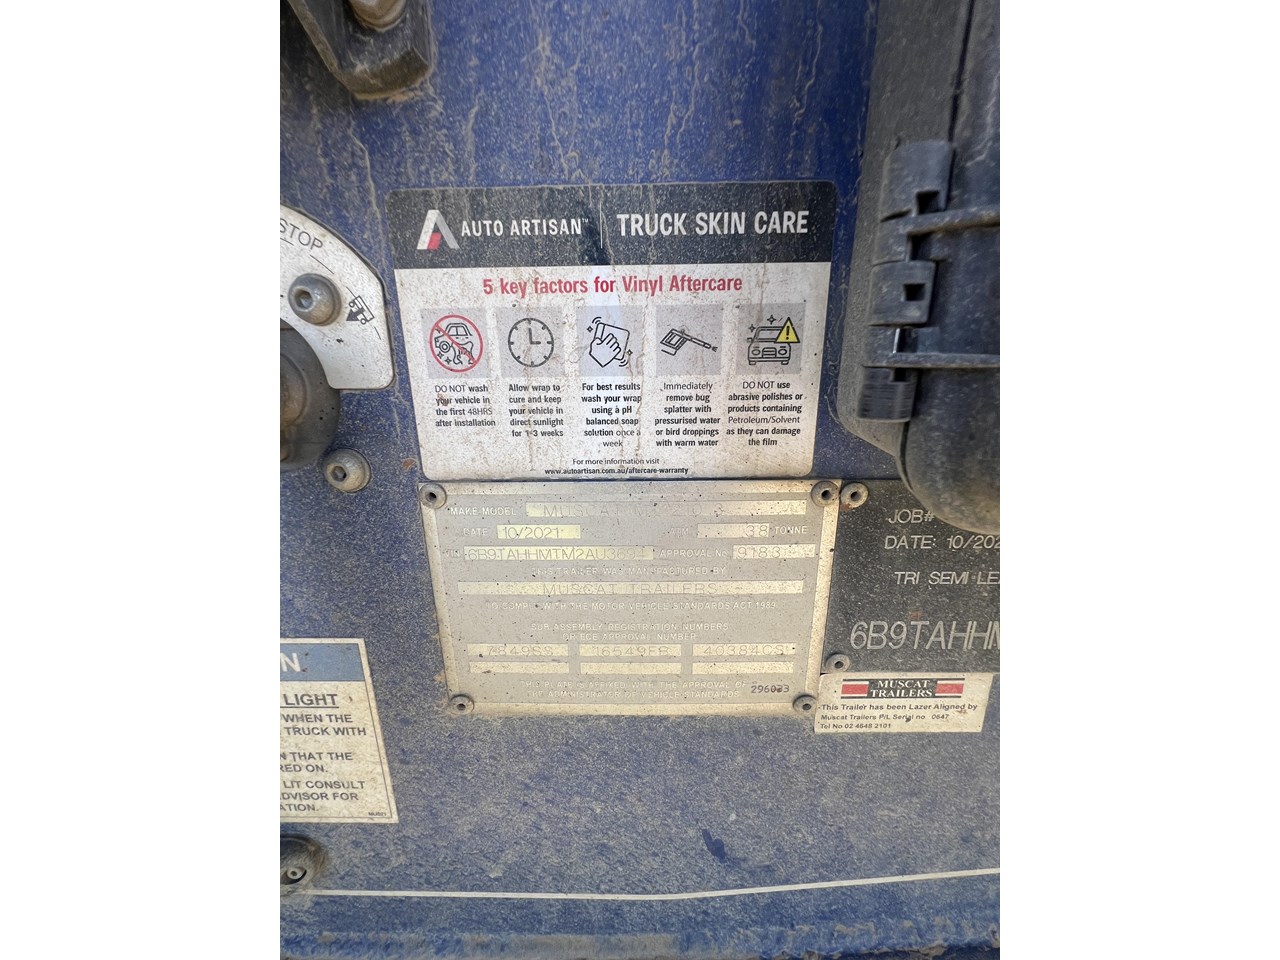 STOP
AUTO ARTISAN™ TRUCK SKIN CARE
5 key factors for Vinyl Aftercare
DO NOT wash
your vehicle in
the first 48HRS
after installation
Allow wrap to
cure and keep
your vehicle in
direct sunlight
for 1-3 weeks
For best results
wash your wrap
using a pH
balanced soap
solution once a
week
Immediately
remove bug
splatter with
pressurised water
or bird droppings
with warm water
DO NOT use
abrasive polishes or
products containing
Petroleum/Solvent
as they can damage
the film
For more information visit
www.autoartisan.com.au/aftercare-warranty
MAKE-MODEL MUSCAT
DATE 10/2021 ATM 38 TONNE
VIN APPROVAL No
THIS TRAILER WAS MANUFACTURED BY
MUSCAT TRAILERS
TO COMPLY WITH THE MOTOR VEHICLE STANDARDS ACT 1989
SUB ASSEMBLY REGISTRATION NUMBERS
OR ECE APPROVAL NUMBER
THIS PLATE IS AFFIXED WITH THE APPROVAL OF
THE ADMINISTRATOR OF VEHICLE STANDARDS 296033
JOB#
DATE: 10/202
TRI SEMI-LE
6B9TAHHM
MUSCAT
TRAILERS
This Trailer has been Lazer Aligned by
Muscat Trailers P/L Serial no 0647
Tel No 02 4648 2101
N
LIGHT
WHEN THE
TRUCK WITH
N THAT THE
RED ON.
LIT CONSULT
DVISOR FOR
ATION.